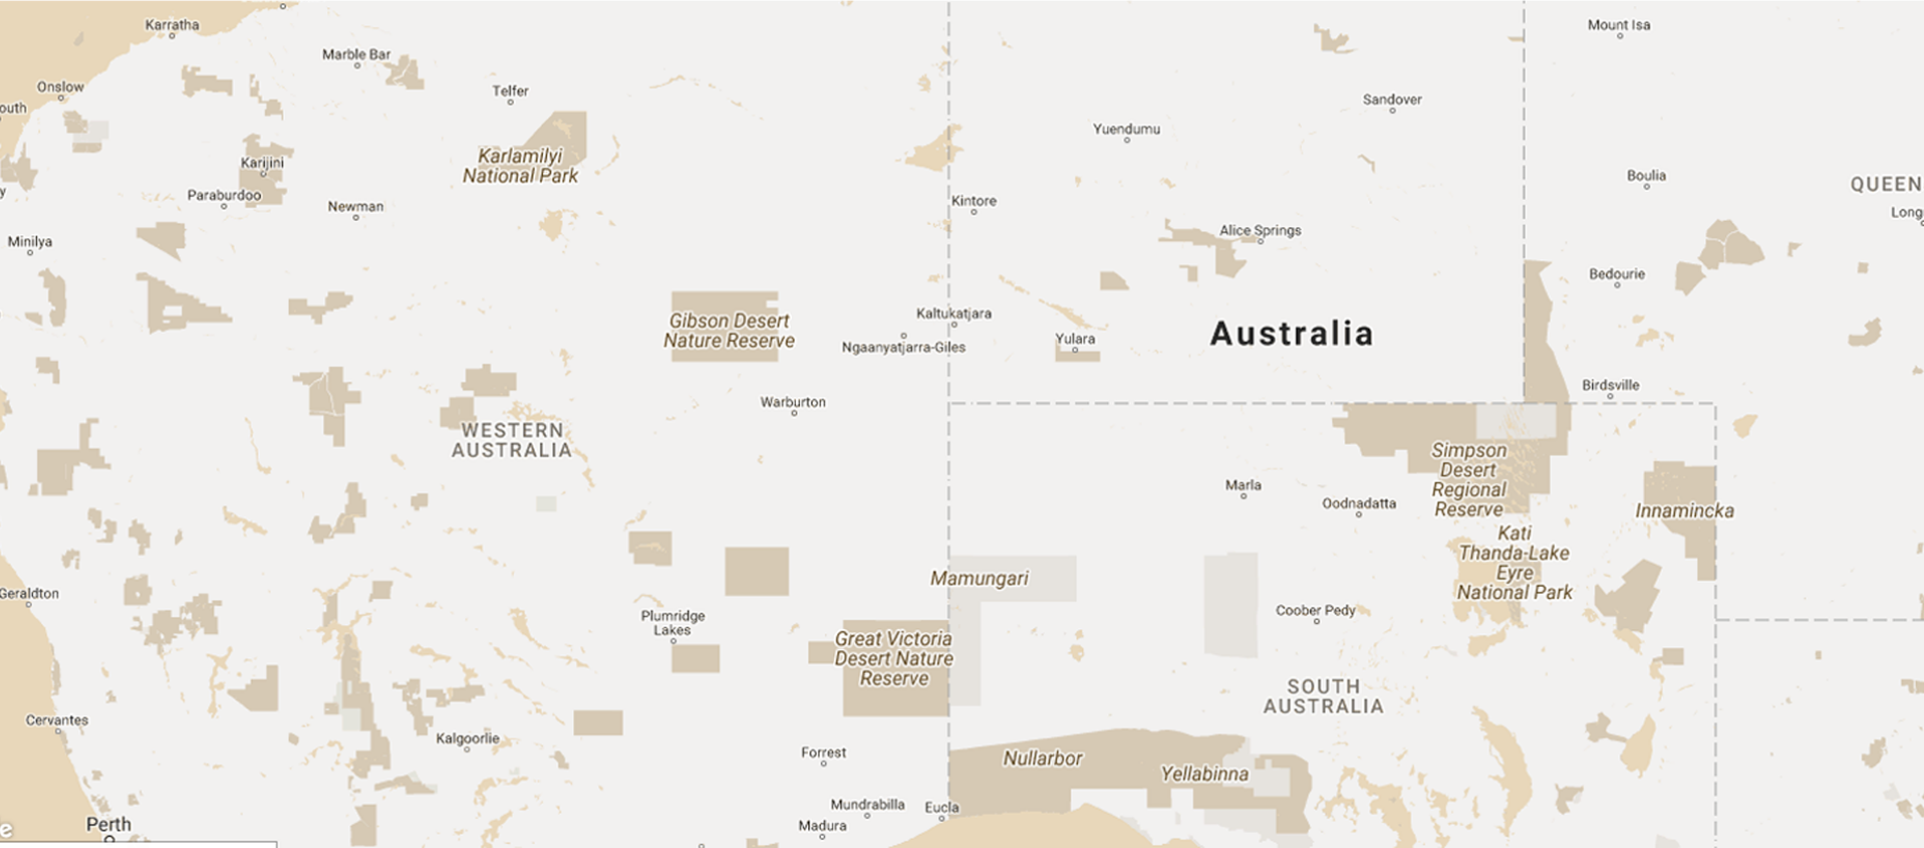 Karratha
Mount Isa
Marble Bar
Onslow
Telfer
Sandover
outh
Yuendumu
Karlamilyi
National Park
Karijini
Boulia
QUEEN
y
Paraburdoo
Newman
Kintore
Long
Minilya
Alice Springs
Bedourie
Kaltukatjara
Gibson Desert
Nature Reserve
Australia
Ngaanyatjarra-Giles
Yulara
Birdsville
Warburton
WESTERN
AUSTRALIA
Simpson
Desert
Regional
Reserve
Marla
Oodnadatta
Innamincka
Kati
Thanda-Lake
Eyre
National Park
Mamungari
Geraldton
Coober Pedy
Plumridge
Lakes
Great Victoria
Desert Nature
Reserve
SOUTH
AUSTRALIA
Cervantes
Kalgoorlie
Forrest
Nullarbor
Yellabinna
Mundrabilla
Eucla
Perth
Madura
e